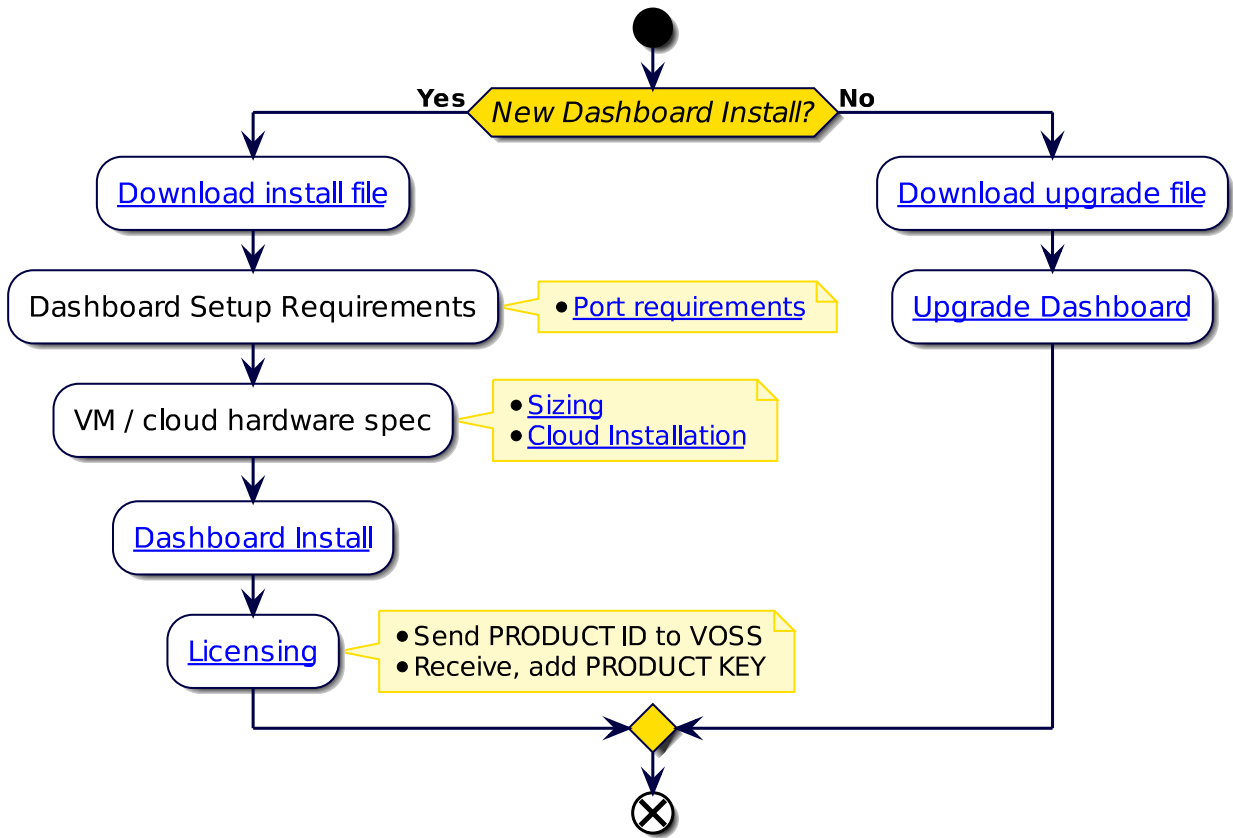 Yes
New Dashboard Install?
No
Download install file
Download upgrade file
Dashboard Setup Requirements
• Port requirements
Upgrade Dashboard
VM / cloud hardware spec
• Sizing
• Cloud Installation
Dashboard Install
Licensing
• Send PRODUCT ID to VOSS
• Receive, add PRODUCT KEY